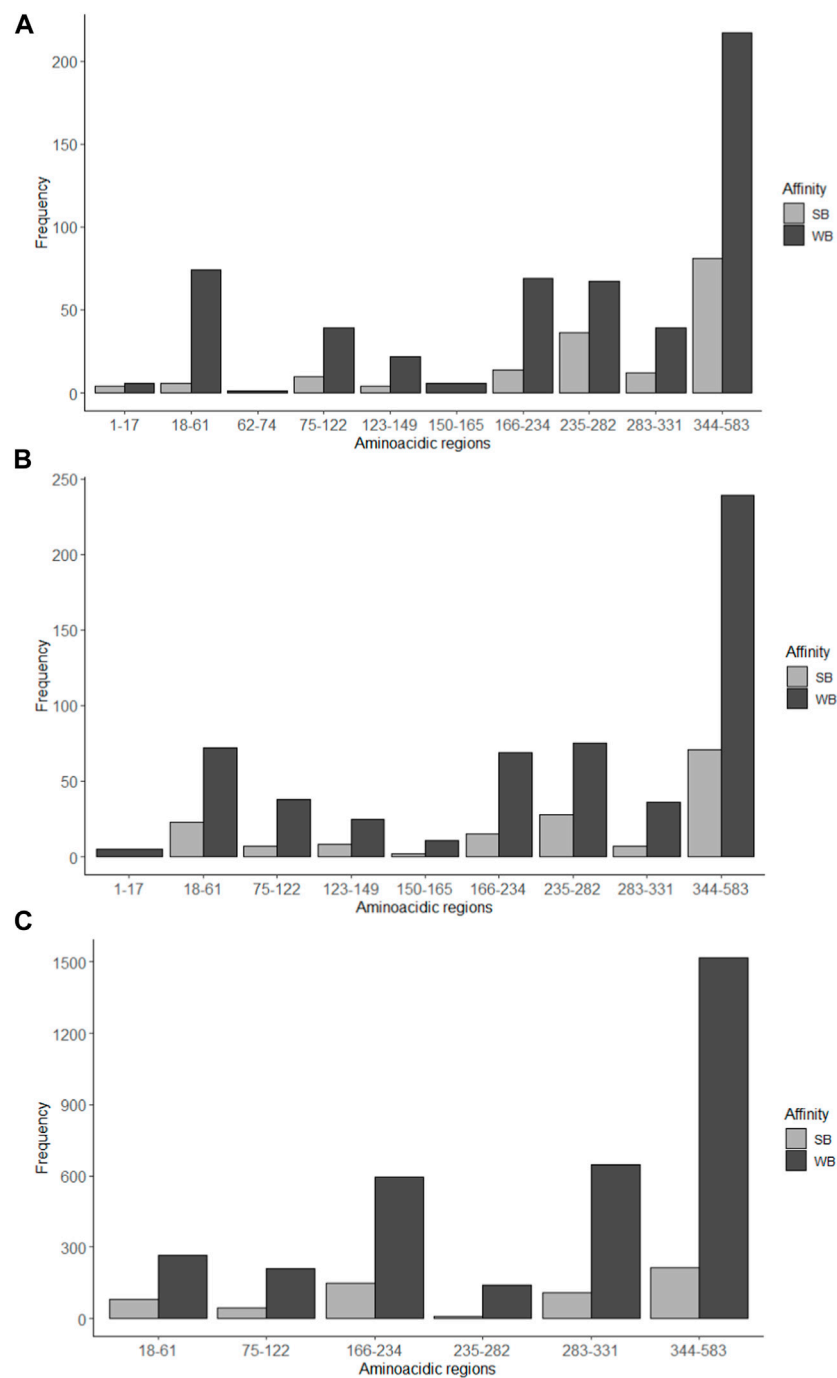 A
200
150
100
50
0
Frequency
1-17 18-61 62-74 75-122 123-149 150-165 166-234 235-282 283-331 344-583
Aminoacidic regions
Affinity
SB
WB
B
250
200
150
100
50
0
Frequency
1-17 18-61 75-122 123-149 150-165 166-234 235-282 283-331 344-583
Aminoacidic regions
Affinity
SB
WB
C
1500
1200
900
600
300
0
Frequency
18-61 75-122 166-234 235-282 283-331 344-583
Aminoacidic regions
Affinity
SB
WB